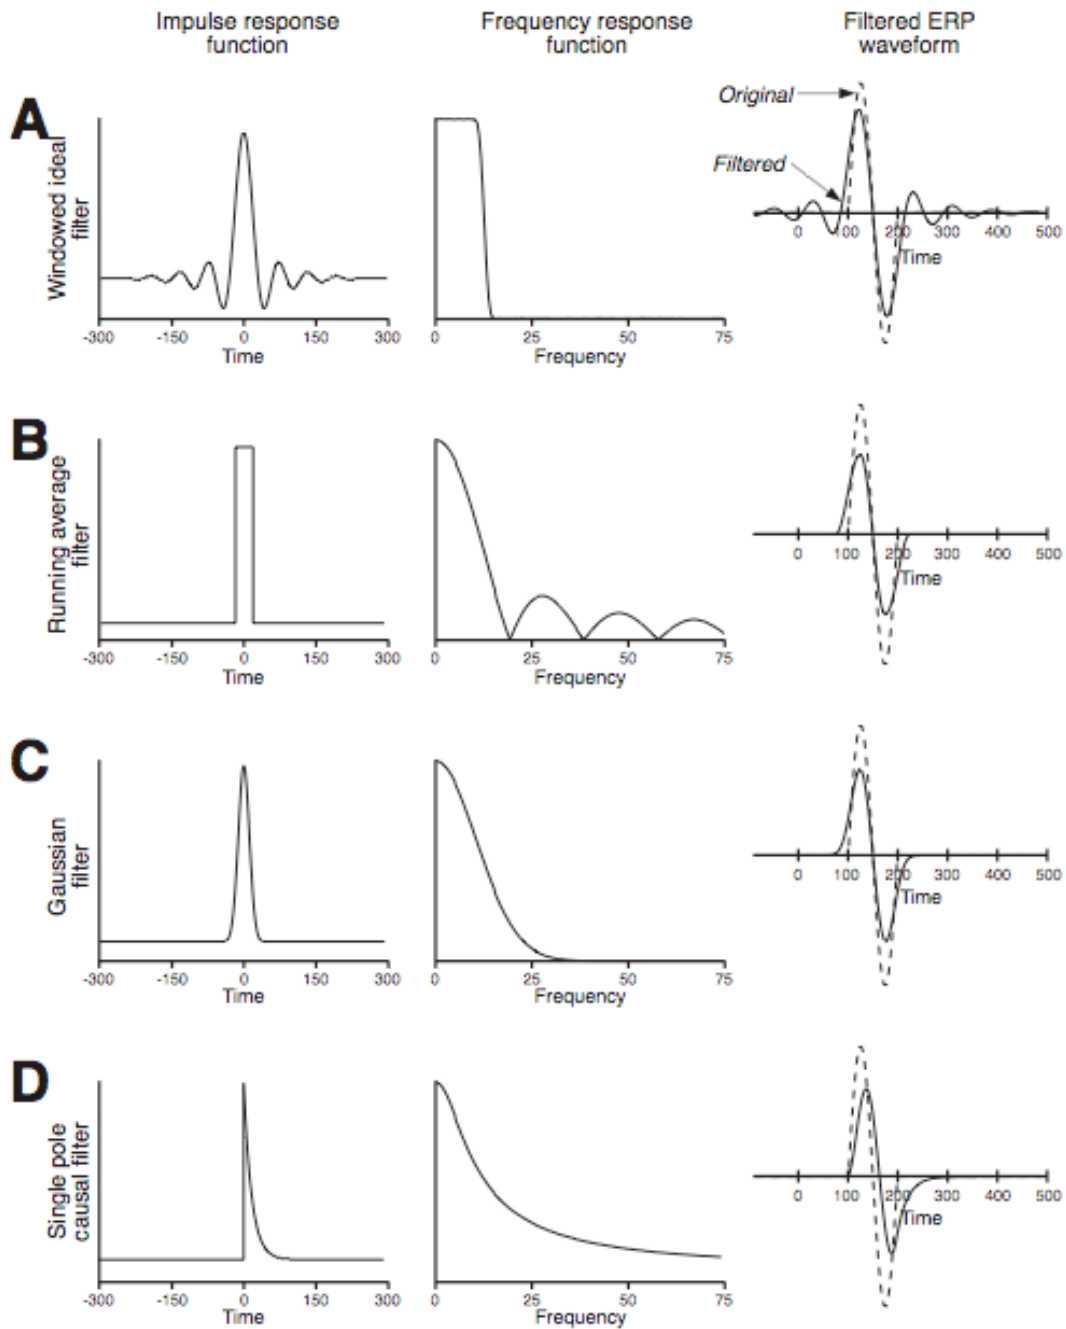 Impulse response
function
Frequency response
function
Filtered ERP
waveform
A
Windowed ideal
filter
-300 -150 0 150 300
Time
0 25 50 75
Frequency
Original
Filtered
0 100 200 300 400 500
Time
B
Running average
filter
-300 -150 0 150 300
Time
0 25 50 75
Frequency
0 100 200 300 400 500
Time
C
Gaussian
filter
-300 -150 0 150 300
Time
0 25 50 75
Frequency
0 100 200 300 400 500
Time
D
Single pole
causal filter
-300 -150 0 150 300
Time
0 25 50 75
Frequency
0 100 200 300 400 500
Time